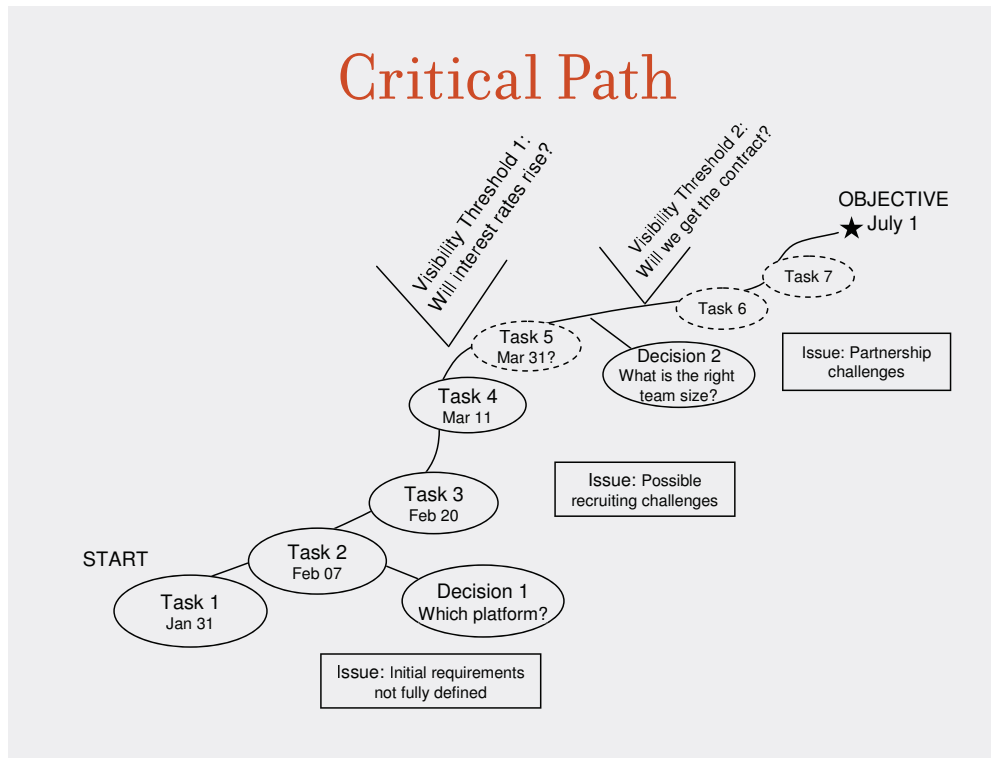 Critical Path
Visibility Threshold 1:
Will interest rates rise?
Visibility Threshold 2:
Will we get the contract?
OBJECTIVE
July 1
Task 7
Task 6
Task 5
Mar 31?
Decision 2
What is the right
team size?
Issue: Partnership
challenges
Task 4
Mar 11
Issue: Possible
recruiting challenges
Task 3
Feb 20
START
Task 2
Feb 07
Task 1
Jan 31
Decision 1
Which platform?
Issue: Initial requirements
not fully defined